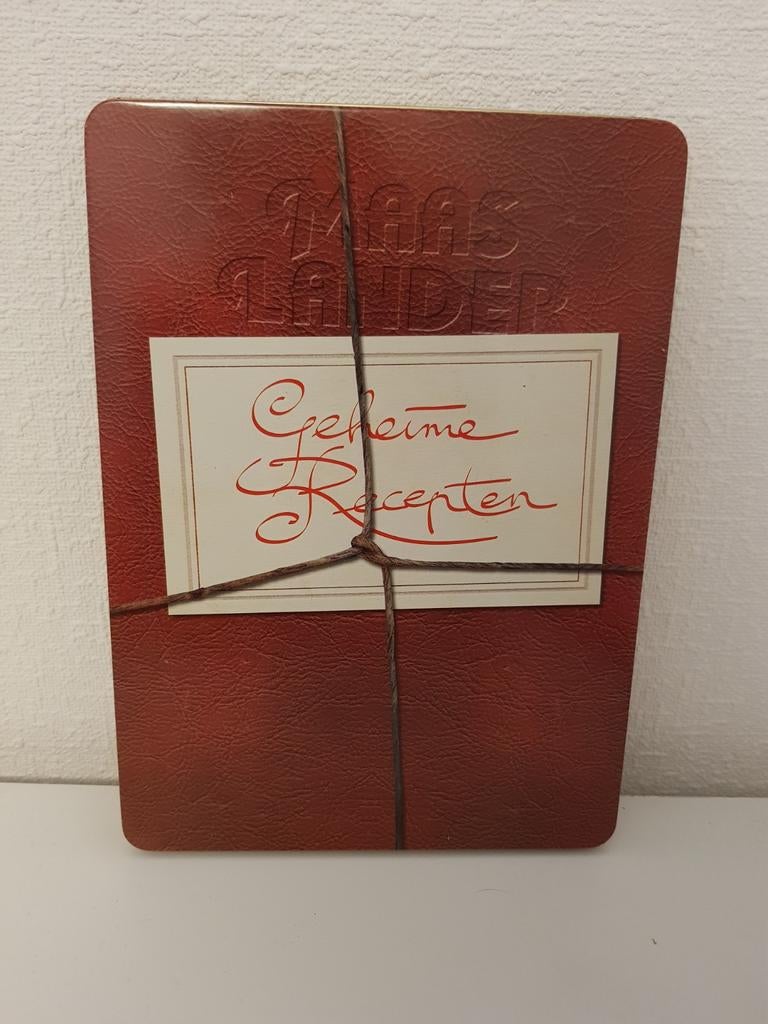 MAAS
LANDER
Geheime
Recepten